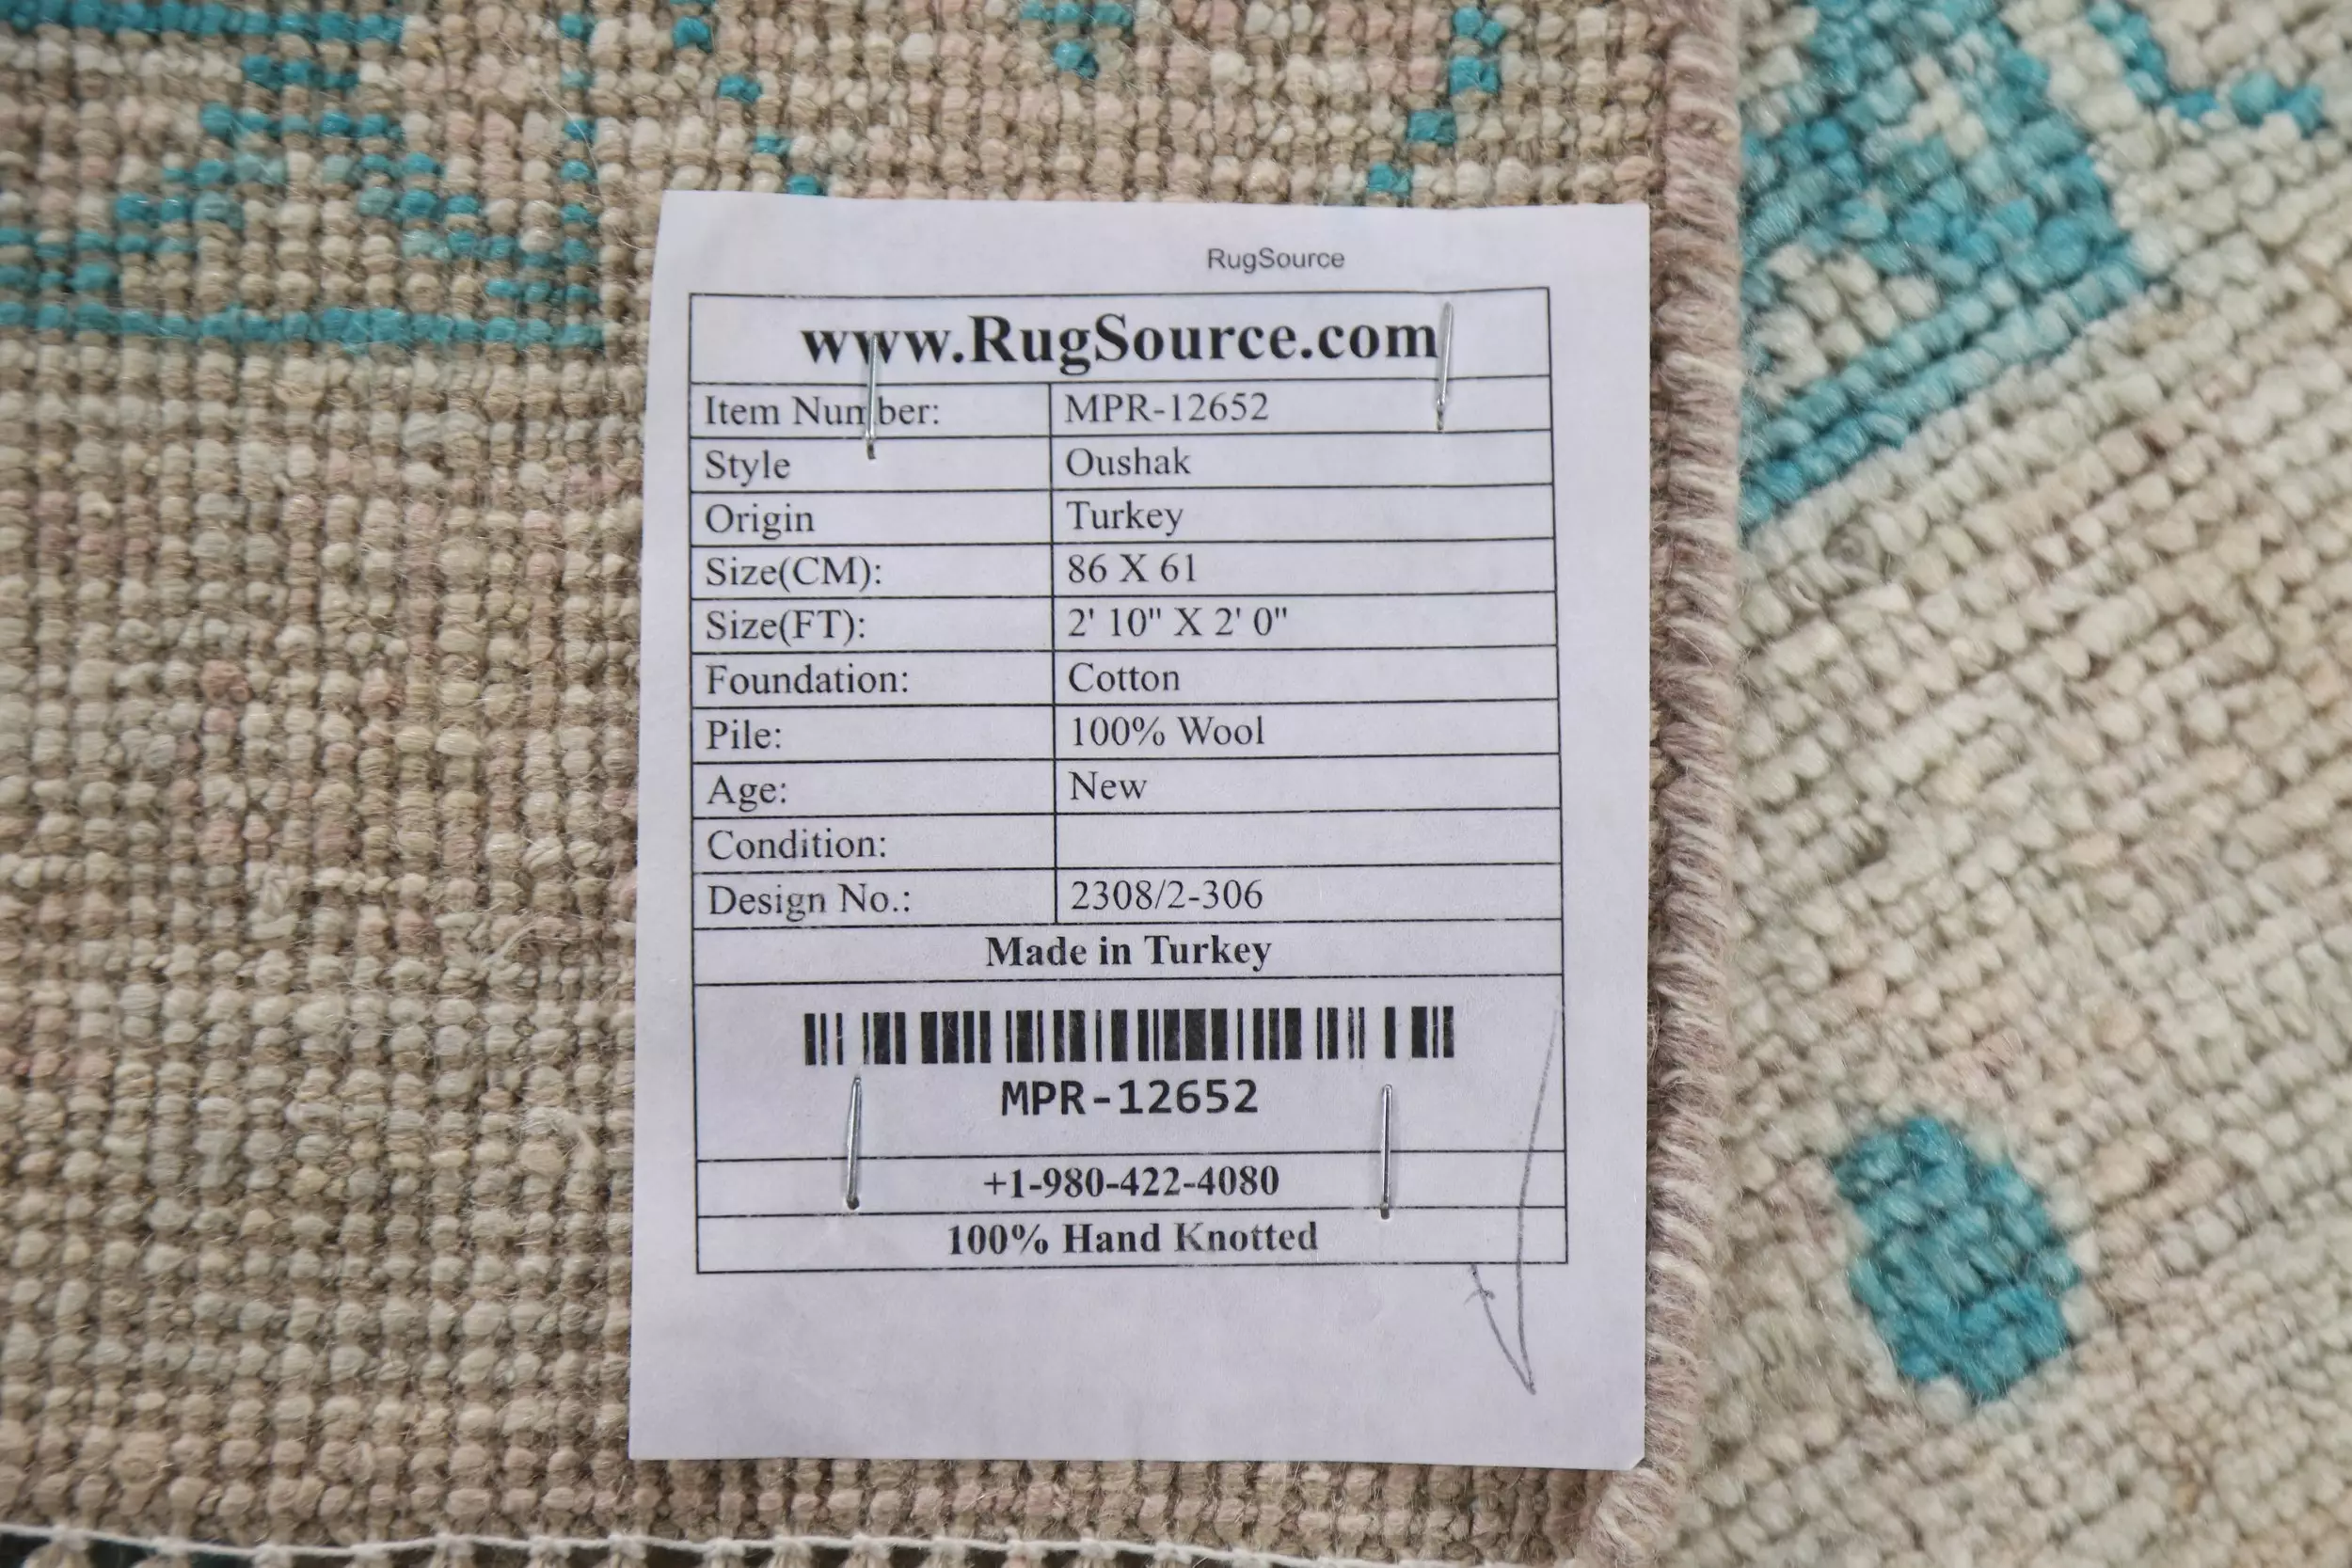 RugSource
www.RugSource.com
Item Number: MPR-12652
Style Oushak
Origin Turkey
Size(CM): 86 X 61
Size(FT): 2' 10" X 2' 0"
Foundation: Cotton
Pile: 100% Wool
Age: New
Condition:
Design No.: 2308/2-306
Made in Turkey
MPR-12652
+1-980-422-4080
100% Hand Knotted